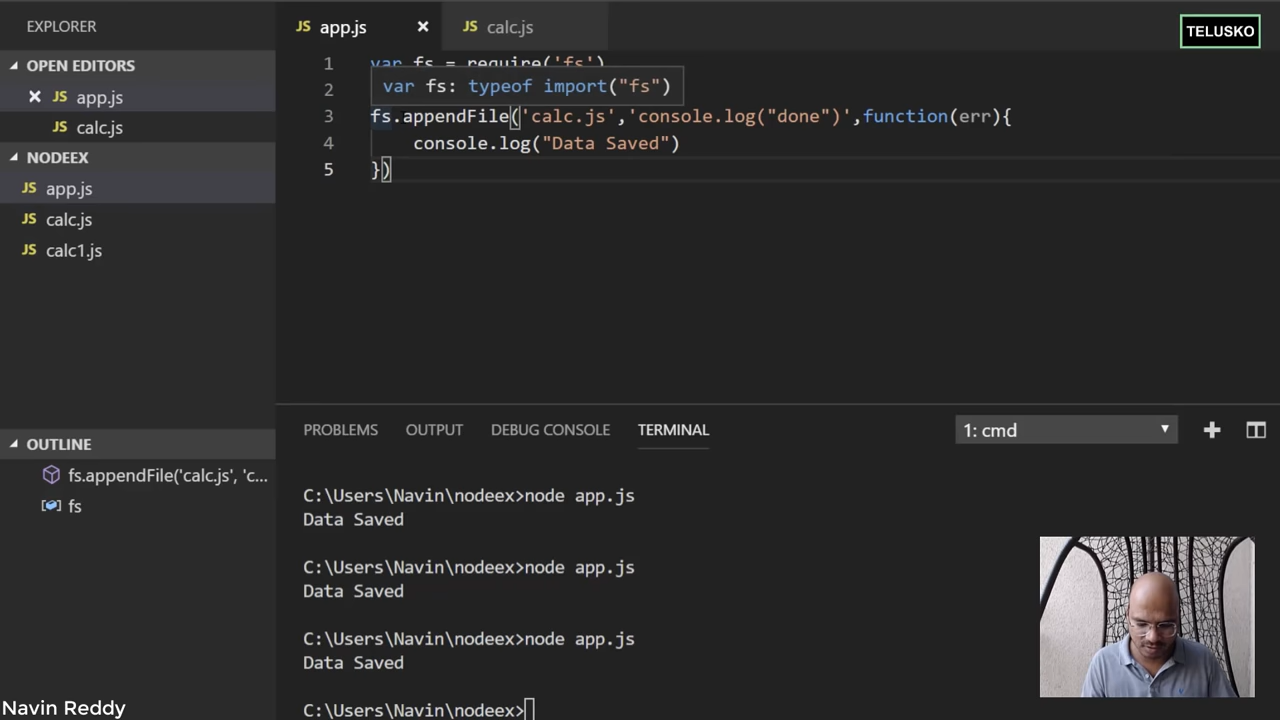 EXPLORER
OPEN EDITORS
JS app.js
JS calc.js
NODEEX
JS app.js
JS calc.js
JS calc1.js
OUTLINE
fs.appendFile('calc.js', 'c...
fs
JS app.js
JS calc.js
TELUSKO
1 var fs = require('fs')
var fs: typeof import("fs")
2
3 fs.appendFile('calc.js','console.log("done")',function(err){
4 console.log("Data Saved")
5 })
PROBLEMS OUTPUT DEBUG CONSOLE TERMINAL 1: cmd
C:\Users\Navin\nodeex>node app.js
Data Saved
C:\Users\Navin\nodeex>node app.js
Data Saved
C:\Users\Navin\nodeex>node app.js
Data Saved
C:\Users\Navin\nodeex>
Navin Reddy